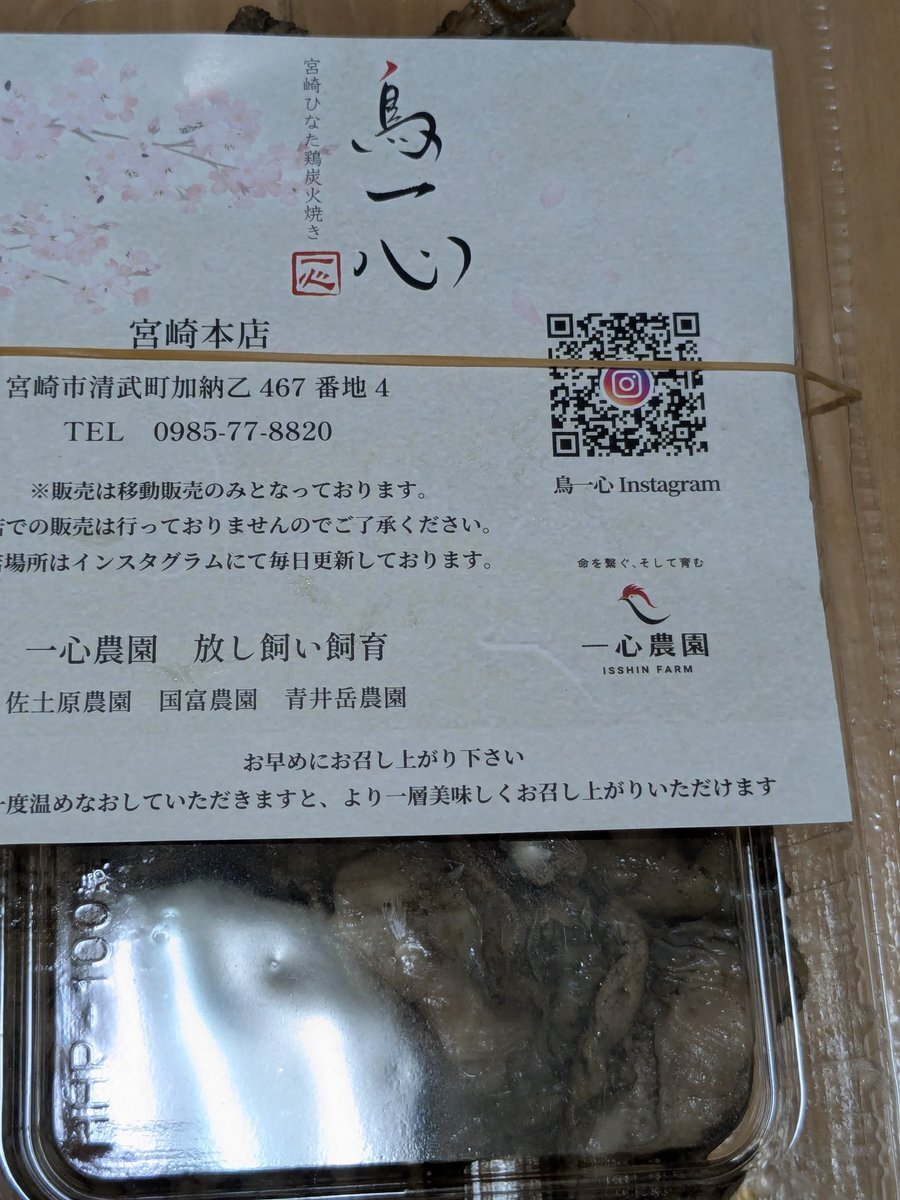 鳥一心
宮崎ひなた鶏炭火焼き
一心
宮崎本店
宮崎市清武町加納乙 467 番地 4
TEL 0985-77-8820
※販売は移動販売のみとなっております。
店での販売は行っておりませんのでご了承ください。
場所はインスタグラムにて毎日更新しております。
鳥一心 Instagram
命を繋ぐ、そして育む
一心農園
ISSHIN FARM
一心農園 放し飼い飼育
佐土原農園 国富農園 青井岳農園
お早めにお召し上がり下さい
一度温めなおしていただきますと、より一層美味しくお召し上がりいただけます
HP-100